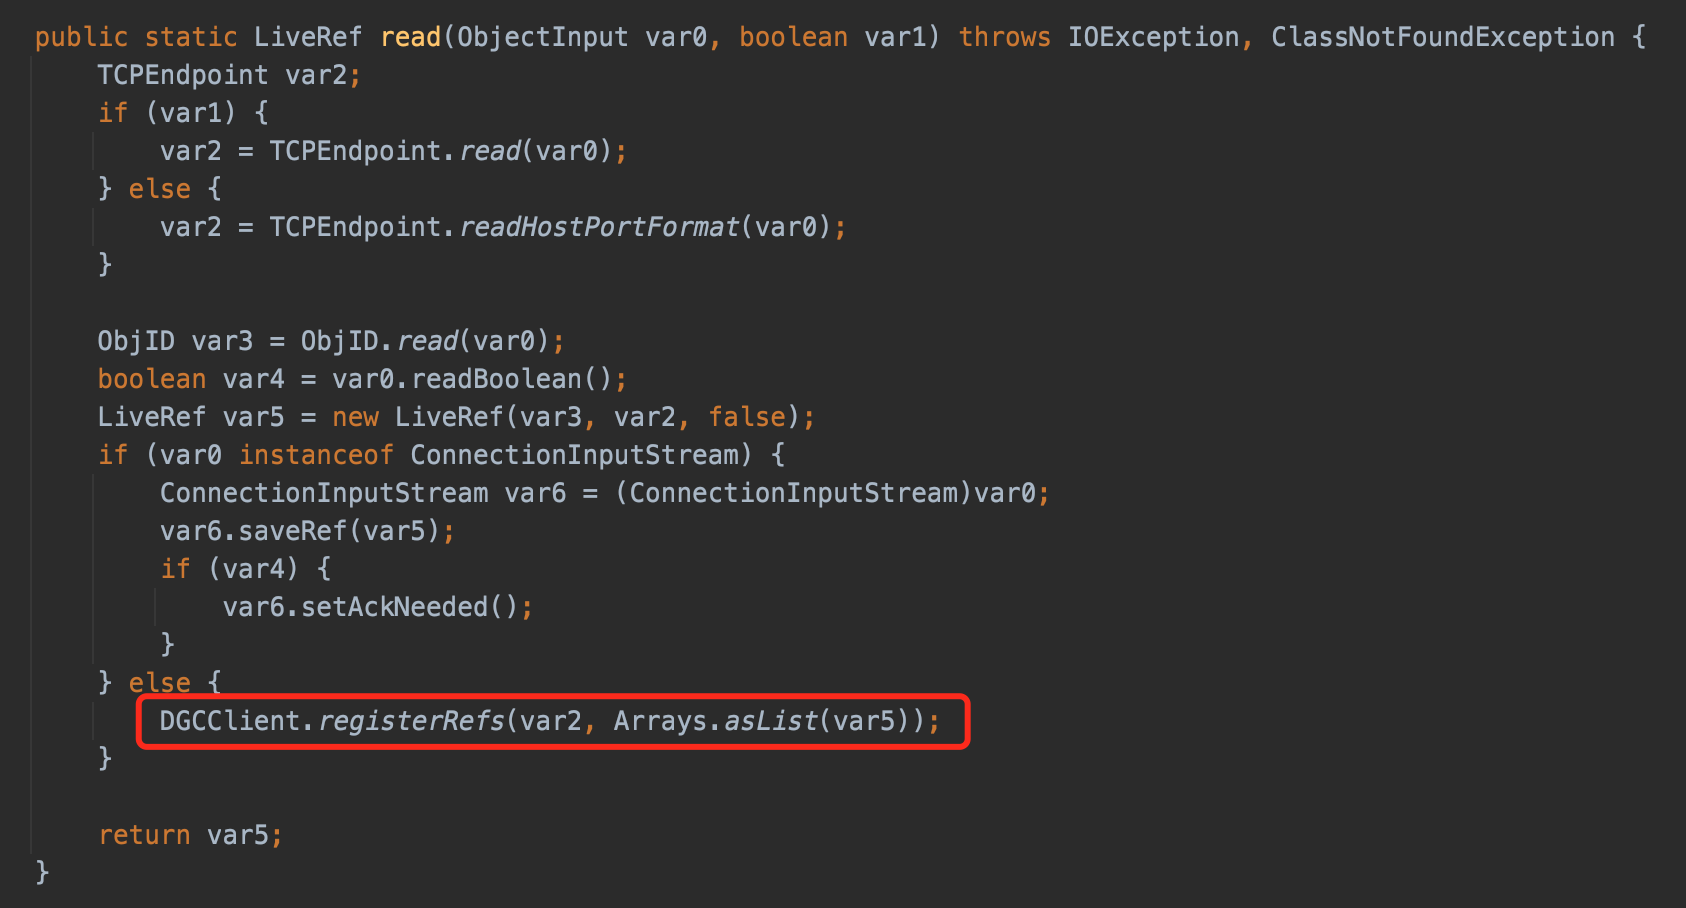 public static LiveRef read(ObjectInput var0, boolean var1) throws IOException, ClassNotFoundException {
    TCPEndpoint var2;
    if (var1) {
        var2 = TCPEndpoint.read(var0);
    } else {
        var2 = TCPEndpoint.readHostPortFormat(var0);
    }

    ObjID var3 = ObjID.read(var0);
    boolean var4 = var0.readBoolean();
    LiveRef var5 = new LiveRef(var3, var2, false);
    if (var0 instanceof ConnectionInputStream) {
        ConnectionInputStream var6 = (ConnectionInputStream)var0;
        var6.saveRef(var5);
        if (var4) {
            var6.setAckNeeded();
        }
    } else {
        DGCClient.registerRefs(var2, Arrays.asList(var5));
    }

    return var5;
}